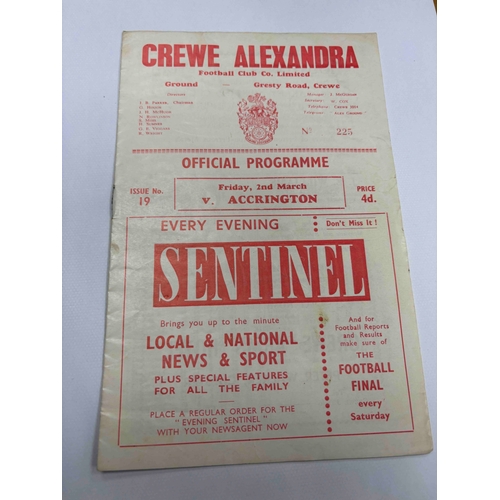 CREWE ALEXANDRA
Football Club Co. Limited
Ground — Gresty Road, Crewe
Nº 225
OFFICIAL PROGRAMME
ISSUE No. 19
Friday, 2nd March
v. ACCRINGTON
PRICE 4d.
EVERY EVENING
Don't Miss It !
SENTINEL
Brings you up to the minute
LOCAL & NATIONAL
NEWS & SPORT
PLUS SPECIAL FEATURES
FOR ALL THE FAMILY
PLACE A REGULAR ORDER FOR THE
"EVENING SENTINEL"
WITH YOUR NEWSAGENT NOW
And for
Football Reports
and Results
make sure of
THE
FOOTBALL
FINAL
every
Saturday